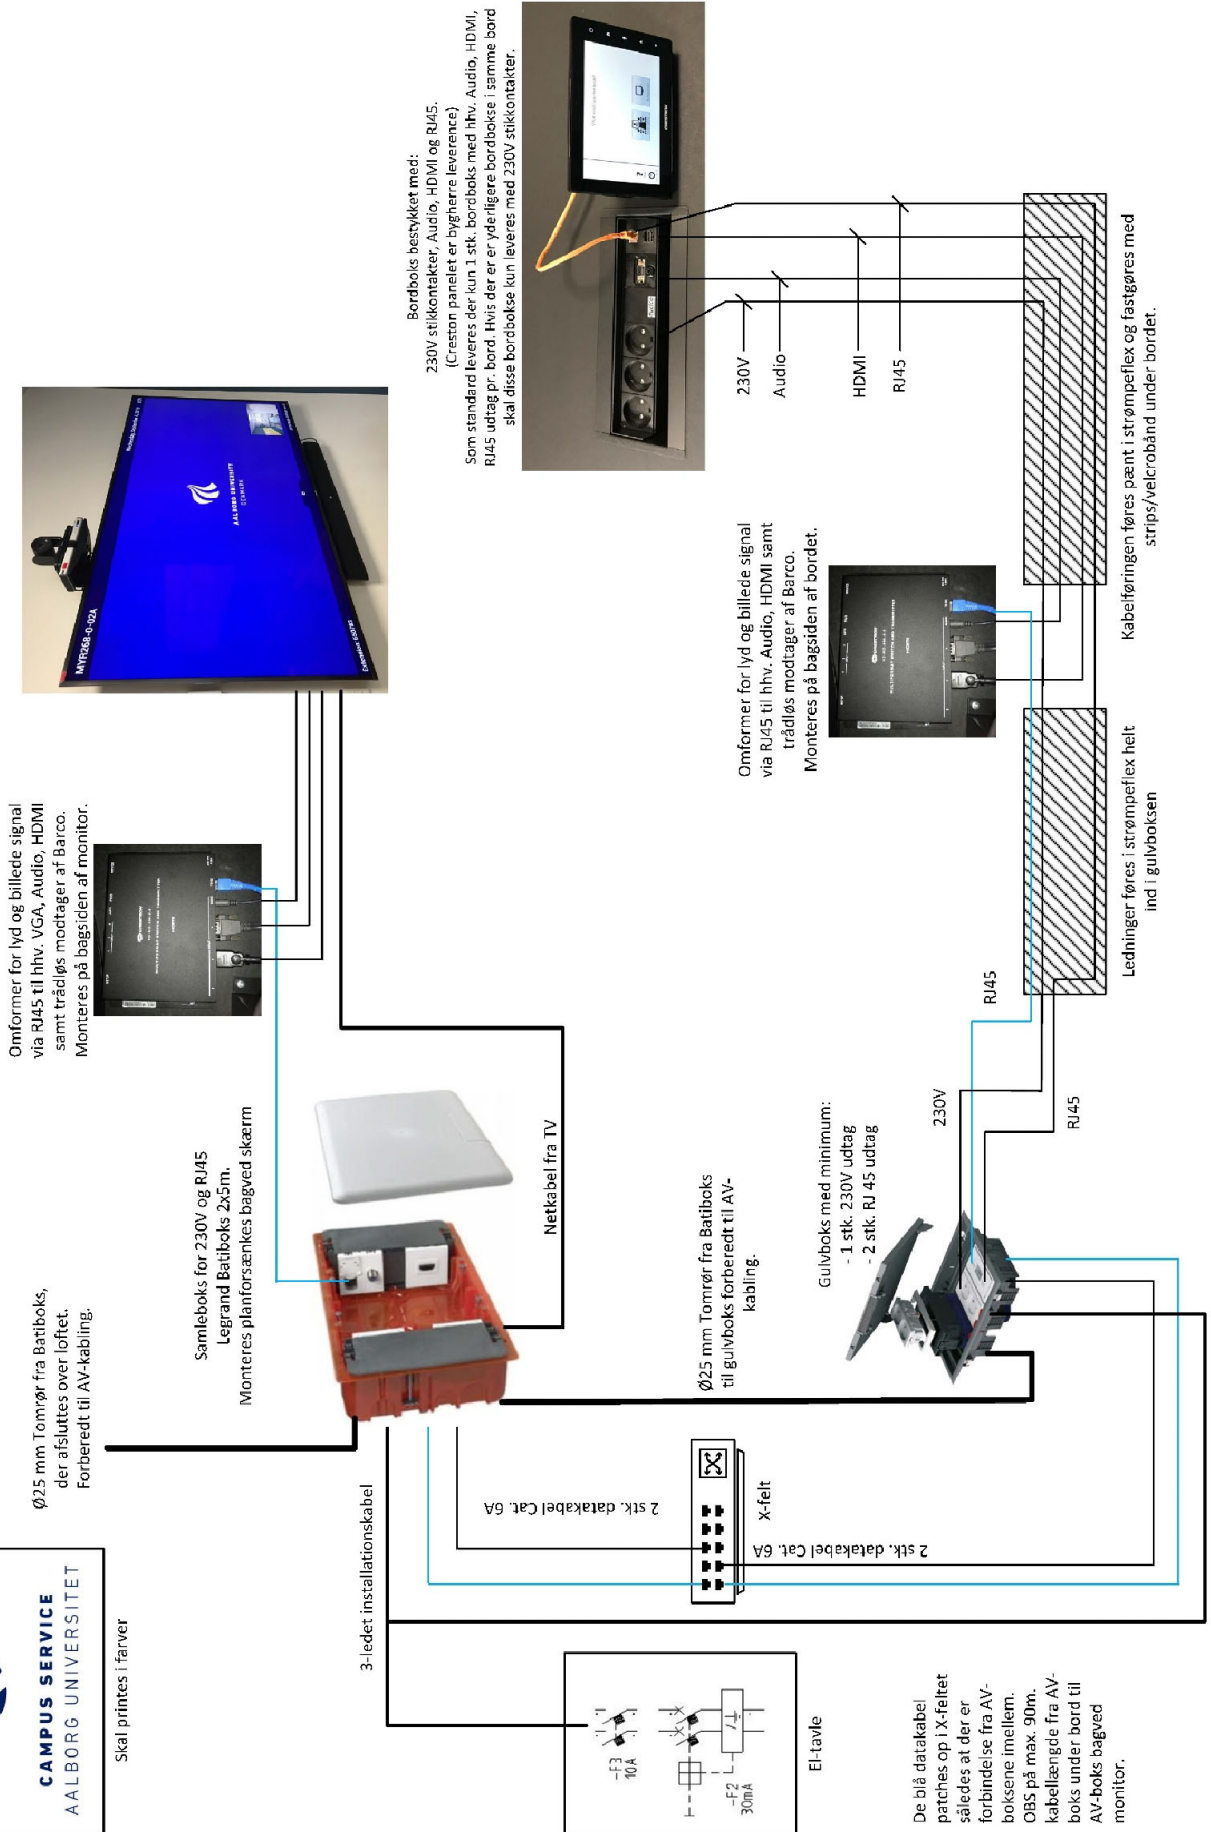 CAMPUS SERVICE
AALBORG UNIVERSITET
Skal printes i farver
Ø25 mm Tomrør fra Batiboks,
der afsluttes over loftet.
Forberedt til AV-kabling.
Omformer for lyd og billede signal
via RJ45 til hhv. VGA, Audio, HDMI
samt trådløs modtager af Barco.
Monteres på bagsiden af monitor.
MYR268-0-02A
AALBORG UNIVERSITY
DENMARK
Samleboks for 230V og RJ45
Legrand Batiboks 2x5m.
Monteres planforsænkes bagved skærm
Netkabel fra TV
Bordboks bestykket med:
230V stikkontakter, Audio, HDMI og RJ45.
(Creston panelet er bygherre leverence)
Som standard leveres der kun 1 stk. bordboks med hhv. Audio, HDMI,
RJ45 udtag pr. bord. Hvis der er er yderligere bordbokse i samme bord
skal disse bordbokse kun leveres med 230V stikkontakter.
3-ledet installationskabel
2 stk. datakabel Cat. 6A
X-felt
2 stk. datakabel Cat. 6A
Ø25 mm Tomrør fra Batiboks
til gulvboks forberedt til AV-
kabling.
Gulvboks med minimum:
- 1 stk. 230V udtag
- 2 stk. RJ 45 udtag
230V
RJ45
RJ45
Omformer for lyd og billede signal
via RJ45 til hhv. Audio, HDMI samt
trådløs modtager af Barco.
Monteres på bagsiden af bordet.
230V
Audio
HDMI
RJ45
Ledninger føres i strømpeflex helt
ind i gulvboksen
Kabelføringen føres pænt i strømpeflex og fastgøres med
strips/velcrobånd under bordet.
-F3
10A
-F2
30mA
El-tavle
De blå datakabel
patches op i X-feltet
således at der er
forbindelse fra AV-
boksene imellem.
OBS på max. 90m.
kabellængde fra AV-
boks under bord til
AV-boks bagved
monitor.